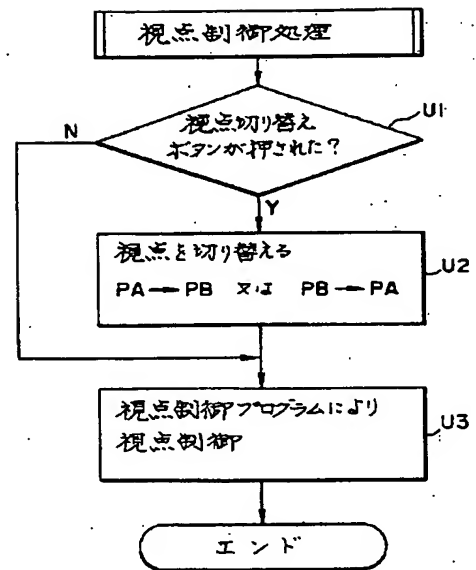 視点制御処理
U1
視点切り替え
ボタンが押された？
N
Y
視点を切り替える
PA→PB 又は PB→PA
U2
視点制御プログラムにより
視点制御
U3
エンド